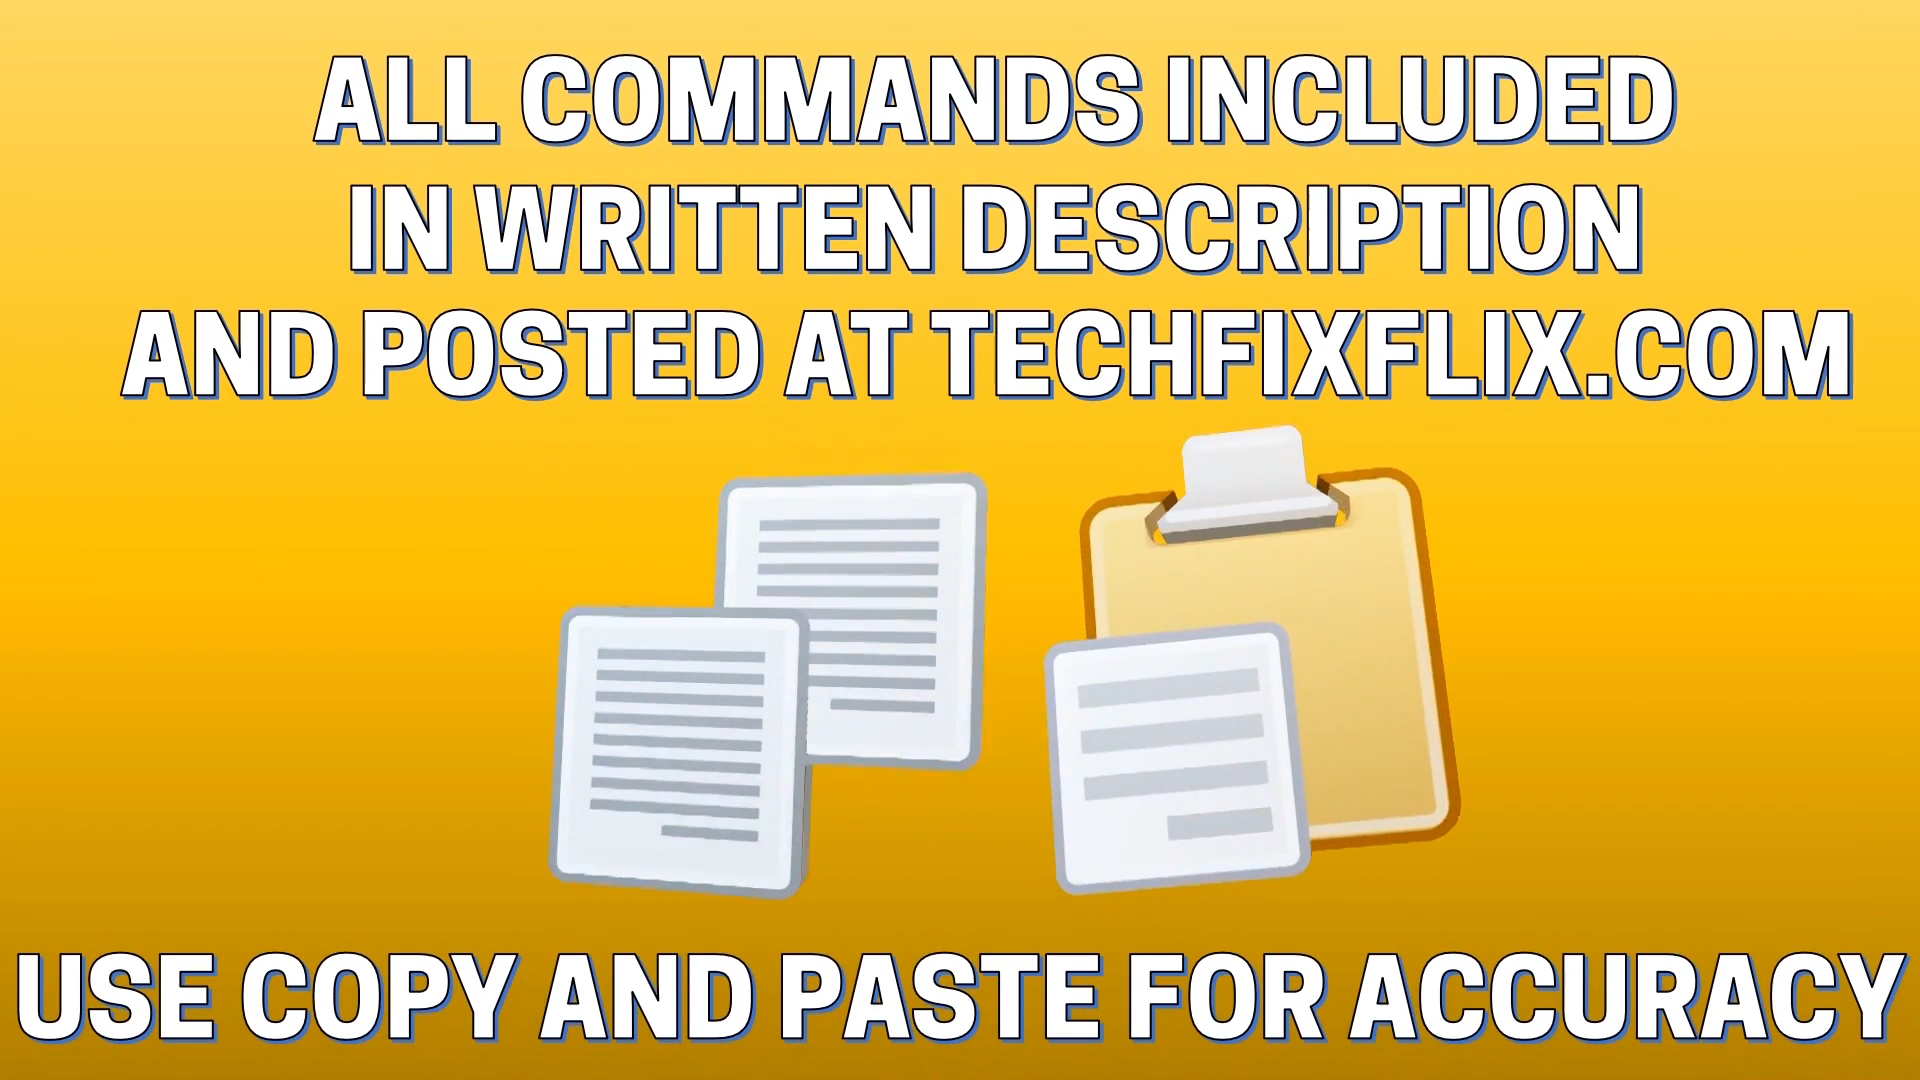 ALL COMMANDS INCLUDED
IN WRITTEN DESCRIPTION
AND POSTED AT TECHFIXFLIX.COM
USE COPY AND PASTE FOR ACCURACY